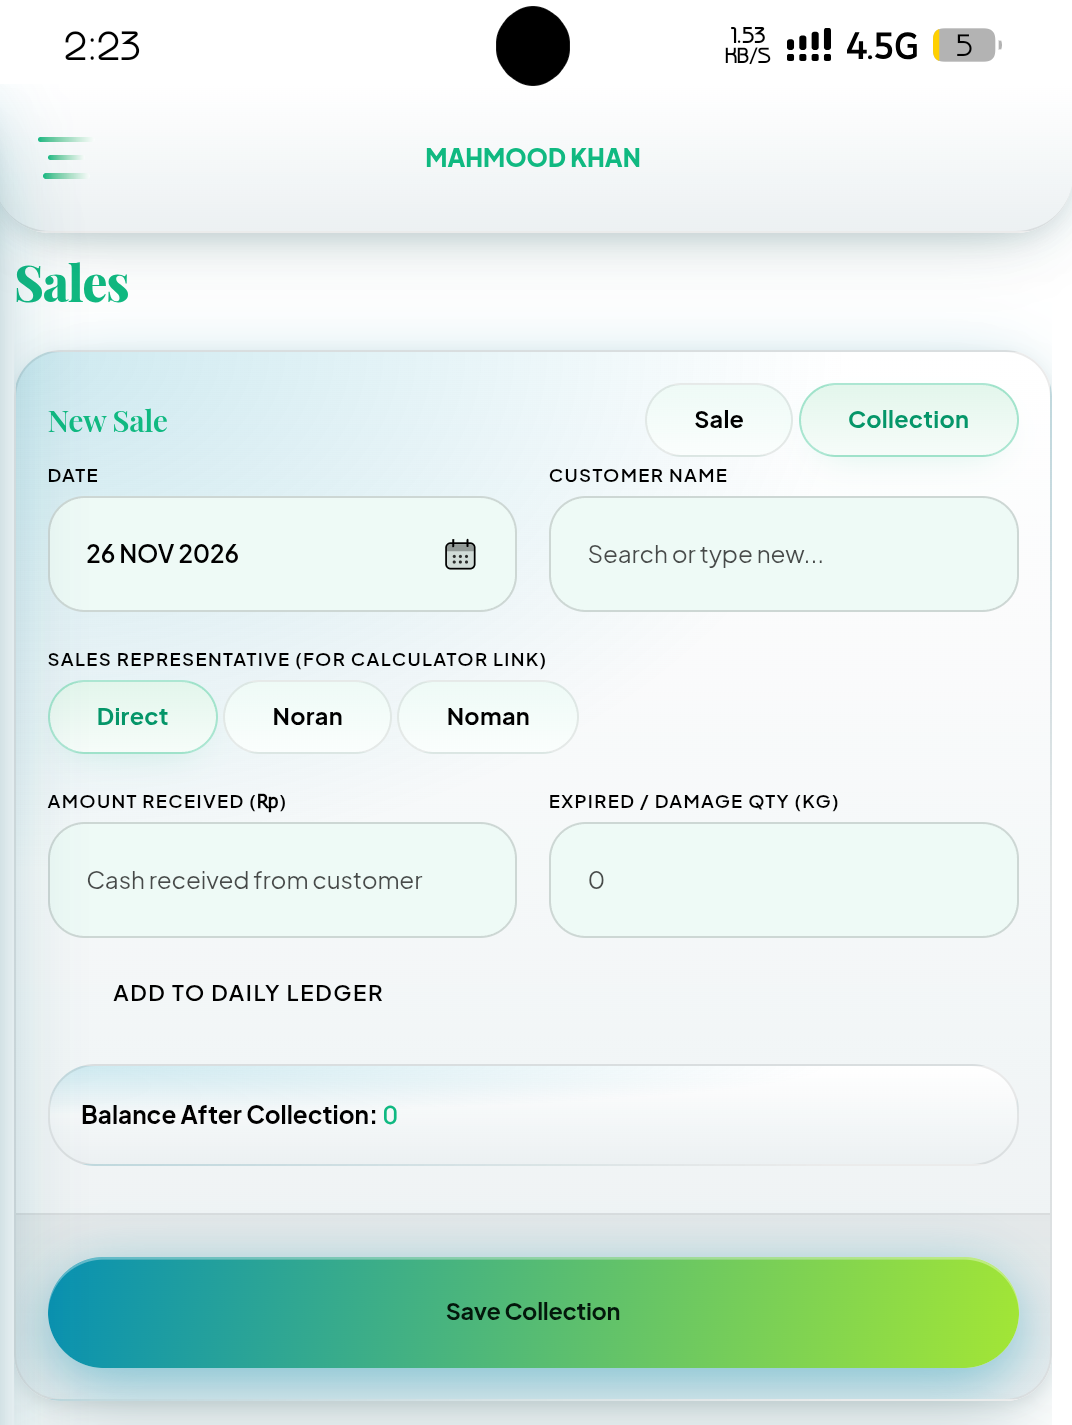 2:23
1.53
KB/S
4.5G
5
MAHMOOD KHAN
Sales
New Sale
Sale
Collection
DATE
CUSTOMER NAME
26 NOV 2026
Search or type new...
SALES REPRESENTATIVE (FOR CALCULATOR LINK)
Direct
Noran
Noman
AMOUNT RECEIVED (Rp)
EXPIRED / DAMAGE QTY (KG)
Cash received from customer
0
ADD TO DAILY LEDGER
Balance After Collection: 0
Save Collection